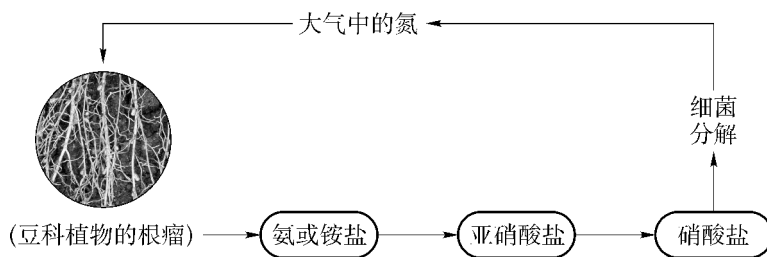 大气中的氮
细菌
分解
(豆科植物的根瘤)
氨或铵盐
亚硝酸盐
硝酸盐